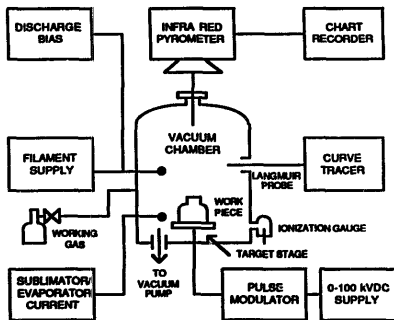 DISCHARGE
BIAS
INFRA RED
PYROMETER
CHART
RECORDER
VACUUM
CHAMBER
FILAMENT
SUPPLY
LANGMUIR
PROBE
CURVE
TRACER
WORKING
GAS
WORK
PIECE
IONIZATION GAUGE
TARGET STAGE
SUBLIMATOR/
EVAPORATOR
CURRENT
TO
VACUUM
PUMP
PULSE
MODULATOR
0-100 kVDC
SUPPLY